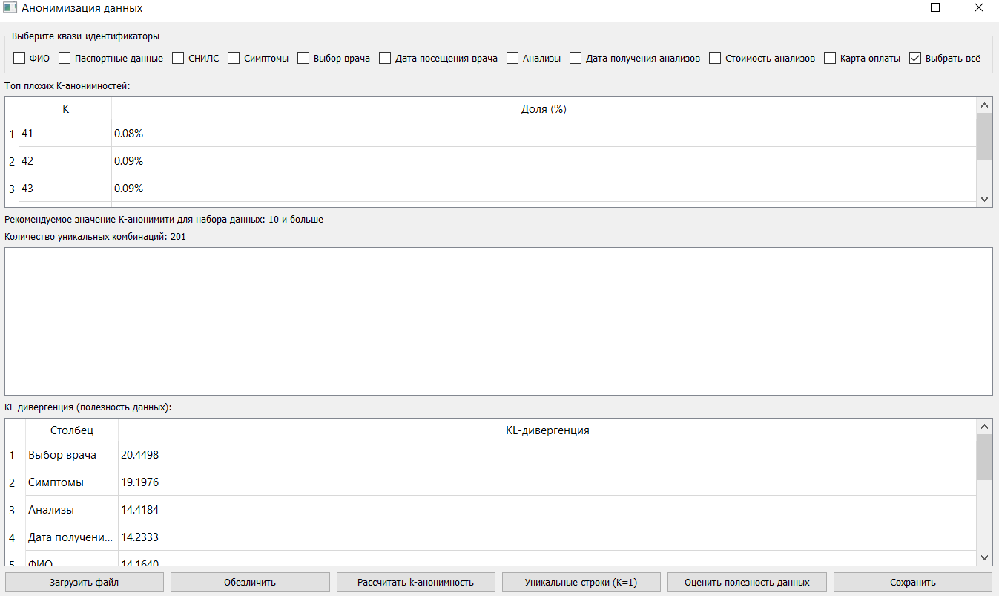 Анонимизация данных
Выберите квази-идентификаторы
ФИО Паспортные данные СНИЛС Симптомы Выбор врача Дата посещения врача Анализы Дата получения анализов Стоимость анализов Карта оплаты Выбрать всё
Топ плохих К-анонимностей:
K Доля (%)
1 41 0.08%
2 42 0.09%
3 43 0.09%
Рекомендуемое значение К-анонимити для набора данных: 10 и больше
Количество уникальных комбинаций: 201
KL-дивергенция (полезность данных):
Столбец KL-дивергенция
1 Выбор врача 20.4498
2 Симптомы 19.1976
3 Анализы 14.4184
4 Дата получени... 14.2333
5 ФИО 14.1640
Загрузить файл Обезличить Рассчитать k-анонимность Уникальные строки (K=1) Оценить полезность данных Сохранить